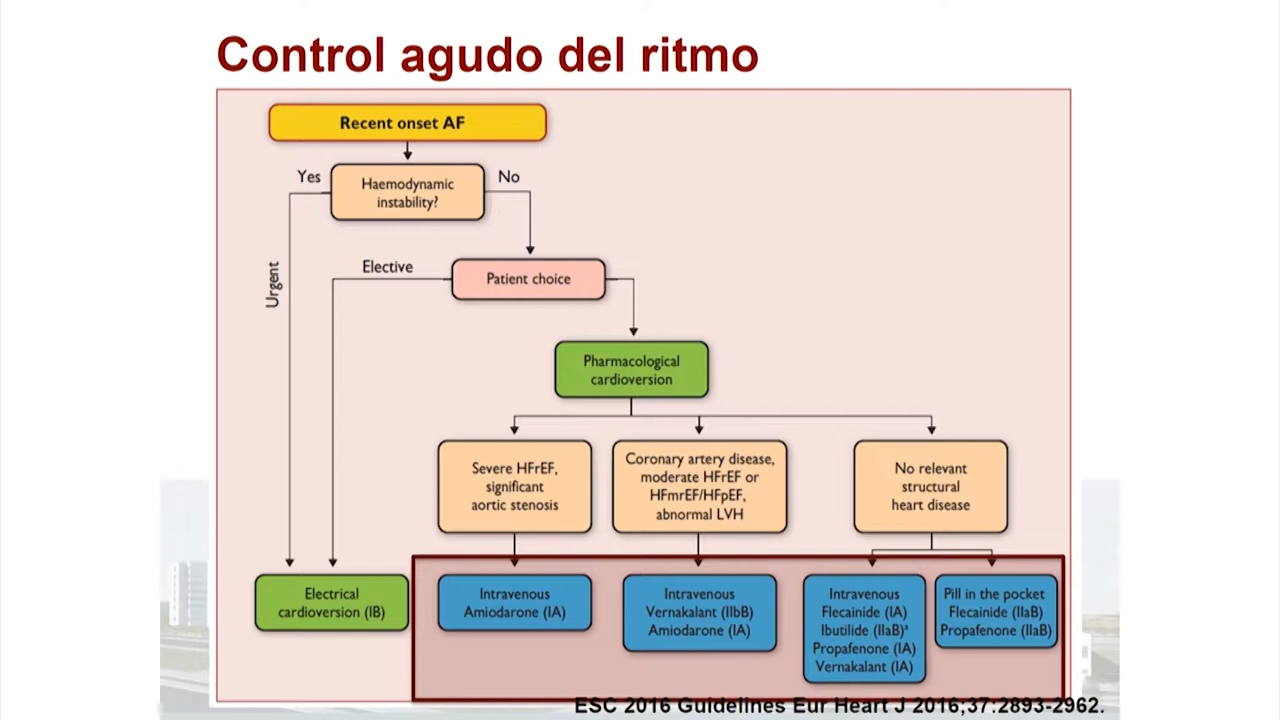 Control agudo del ritmo
Recent onset AF
Yes
Haemodynamic
instability?
No
Urgent
Elective
Patient choice
Pharmacological
cardioversion
Severe HFrEF,
significant
aortic stenosis
Coronary artery disease,
moderate HFrEF or
HFmrEF/HFpEF,
abnormal LVH
No relevant
structural
heart disease
Electrical
cardioversion (IB)
Intravenous
Amiodarone (IA)
Intravenous
Vernakalant (IIbB)
Amiodarone (IA)
Intravenous
Flecainide (IA)
Ibutilide (IIaB)ª
Propafenone (IA)
Vernakalant (IA)
Pill in the pocket
Flecainide (IIaB)
Propafenone (IIaB)
ESC 2016 Guidelines Eur Heart J 2016;37:2893-2962.